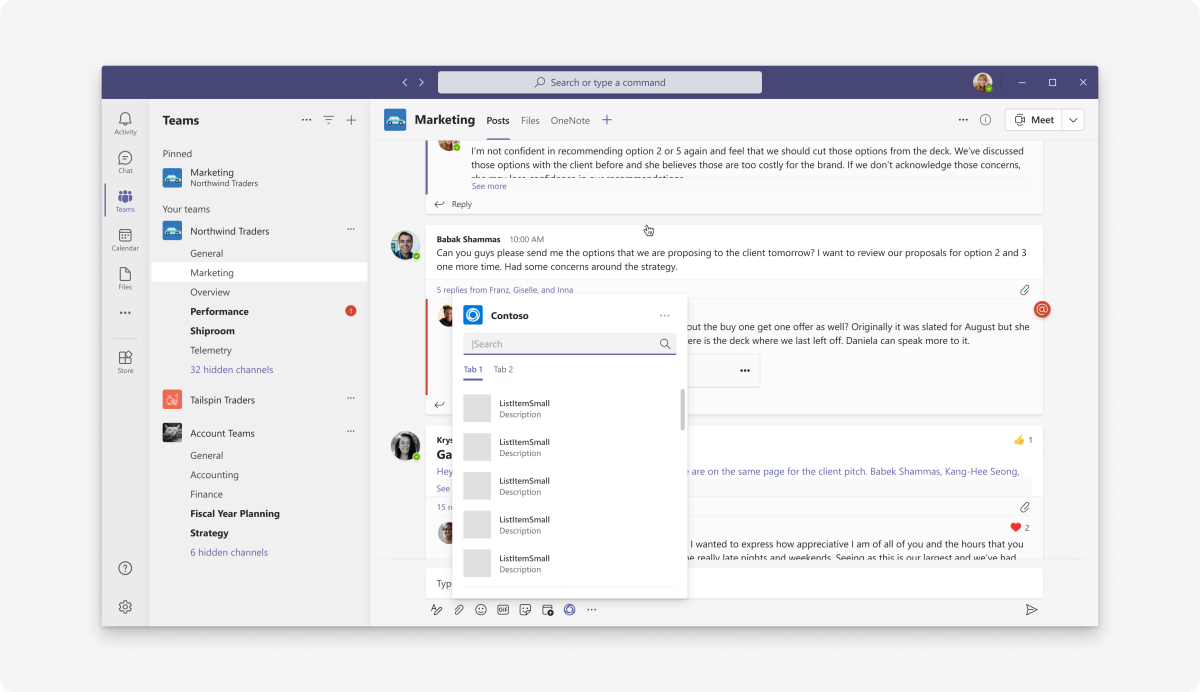 Search or type a command
Activity
Chat
Teams
Calendar
Files
Store
Teams
Pinned
Marketing
Northwind Traders
Your teams
Northwind Traders
General
Marketing
Overview
Performance
1
Shiproom
Telemetry
32 hidden channels
Tailspin Traders
Account Teams
General
Accounting
Finance
Fiscal Year Planning
Strategy
6 hidden channels
Marketing
Posts
Files
OneNote
Meet
I'm not confident in recommending option 2 or 5 again and feel that we should cut those options from the deck. We've discussed
those options with the client before and she believes those are too costly for the brand. If we don't acknowledge those concerns,
she may lose confidence in our recommendations
See more
Reply
Babak Shammas 10:00 AM
Can you guys please send me the options that we are proposing to the client tomorrow? I want to review our proposals for option 2 and 3
one more time. Had some concerns around the strategy.
5 replies from Franz, Giselle, and Inna
@
out the buy one get one offer as well? Originally it was slated for August but she
ere is the deck where we last left off. Daniela can speak more to it.
Krys
1
Ga
Hey
are on the same page for the client pitch. Babak Shammas, Kang-Hee Seong,
See
15 re
2
I wanted to express how appreciative I am of all of you and the hours that you
e really late nights and weekends. Seeing as this is our largest and we've had
Typ
GIF
Contoso
Search
Tab 1
Tab 2
ListItemSmall
Description
ListItemSmall
Description
ListItemSmall
Description
ListItemSmall
Description
ListItemSmall
Description